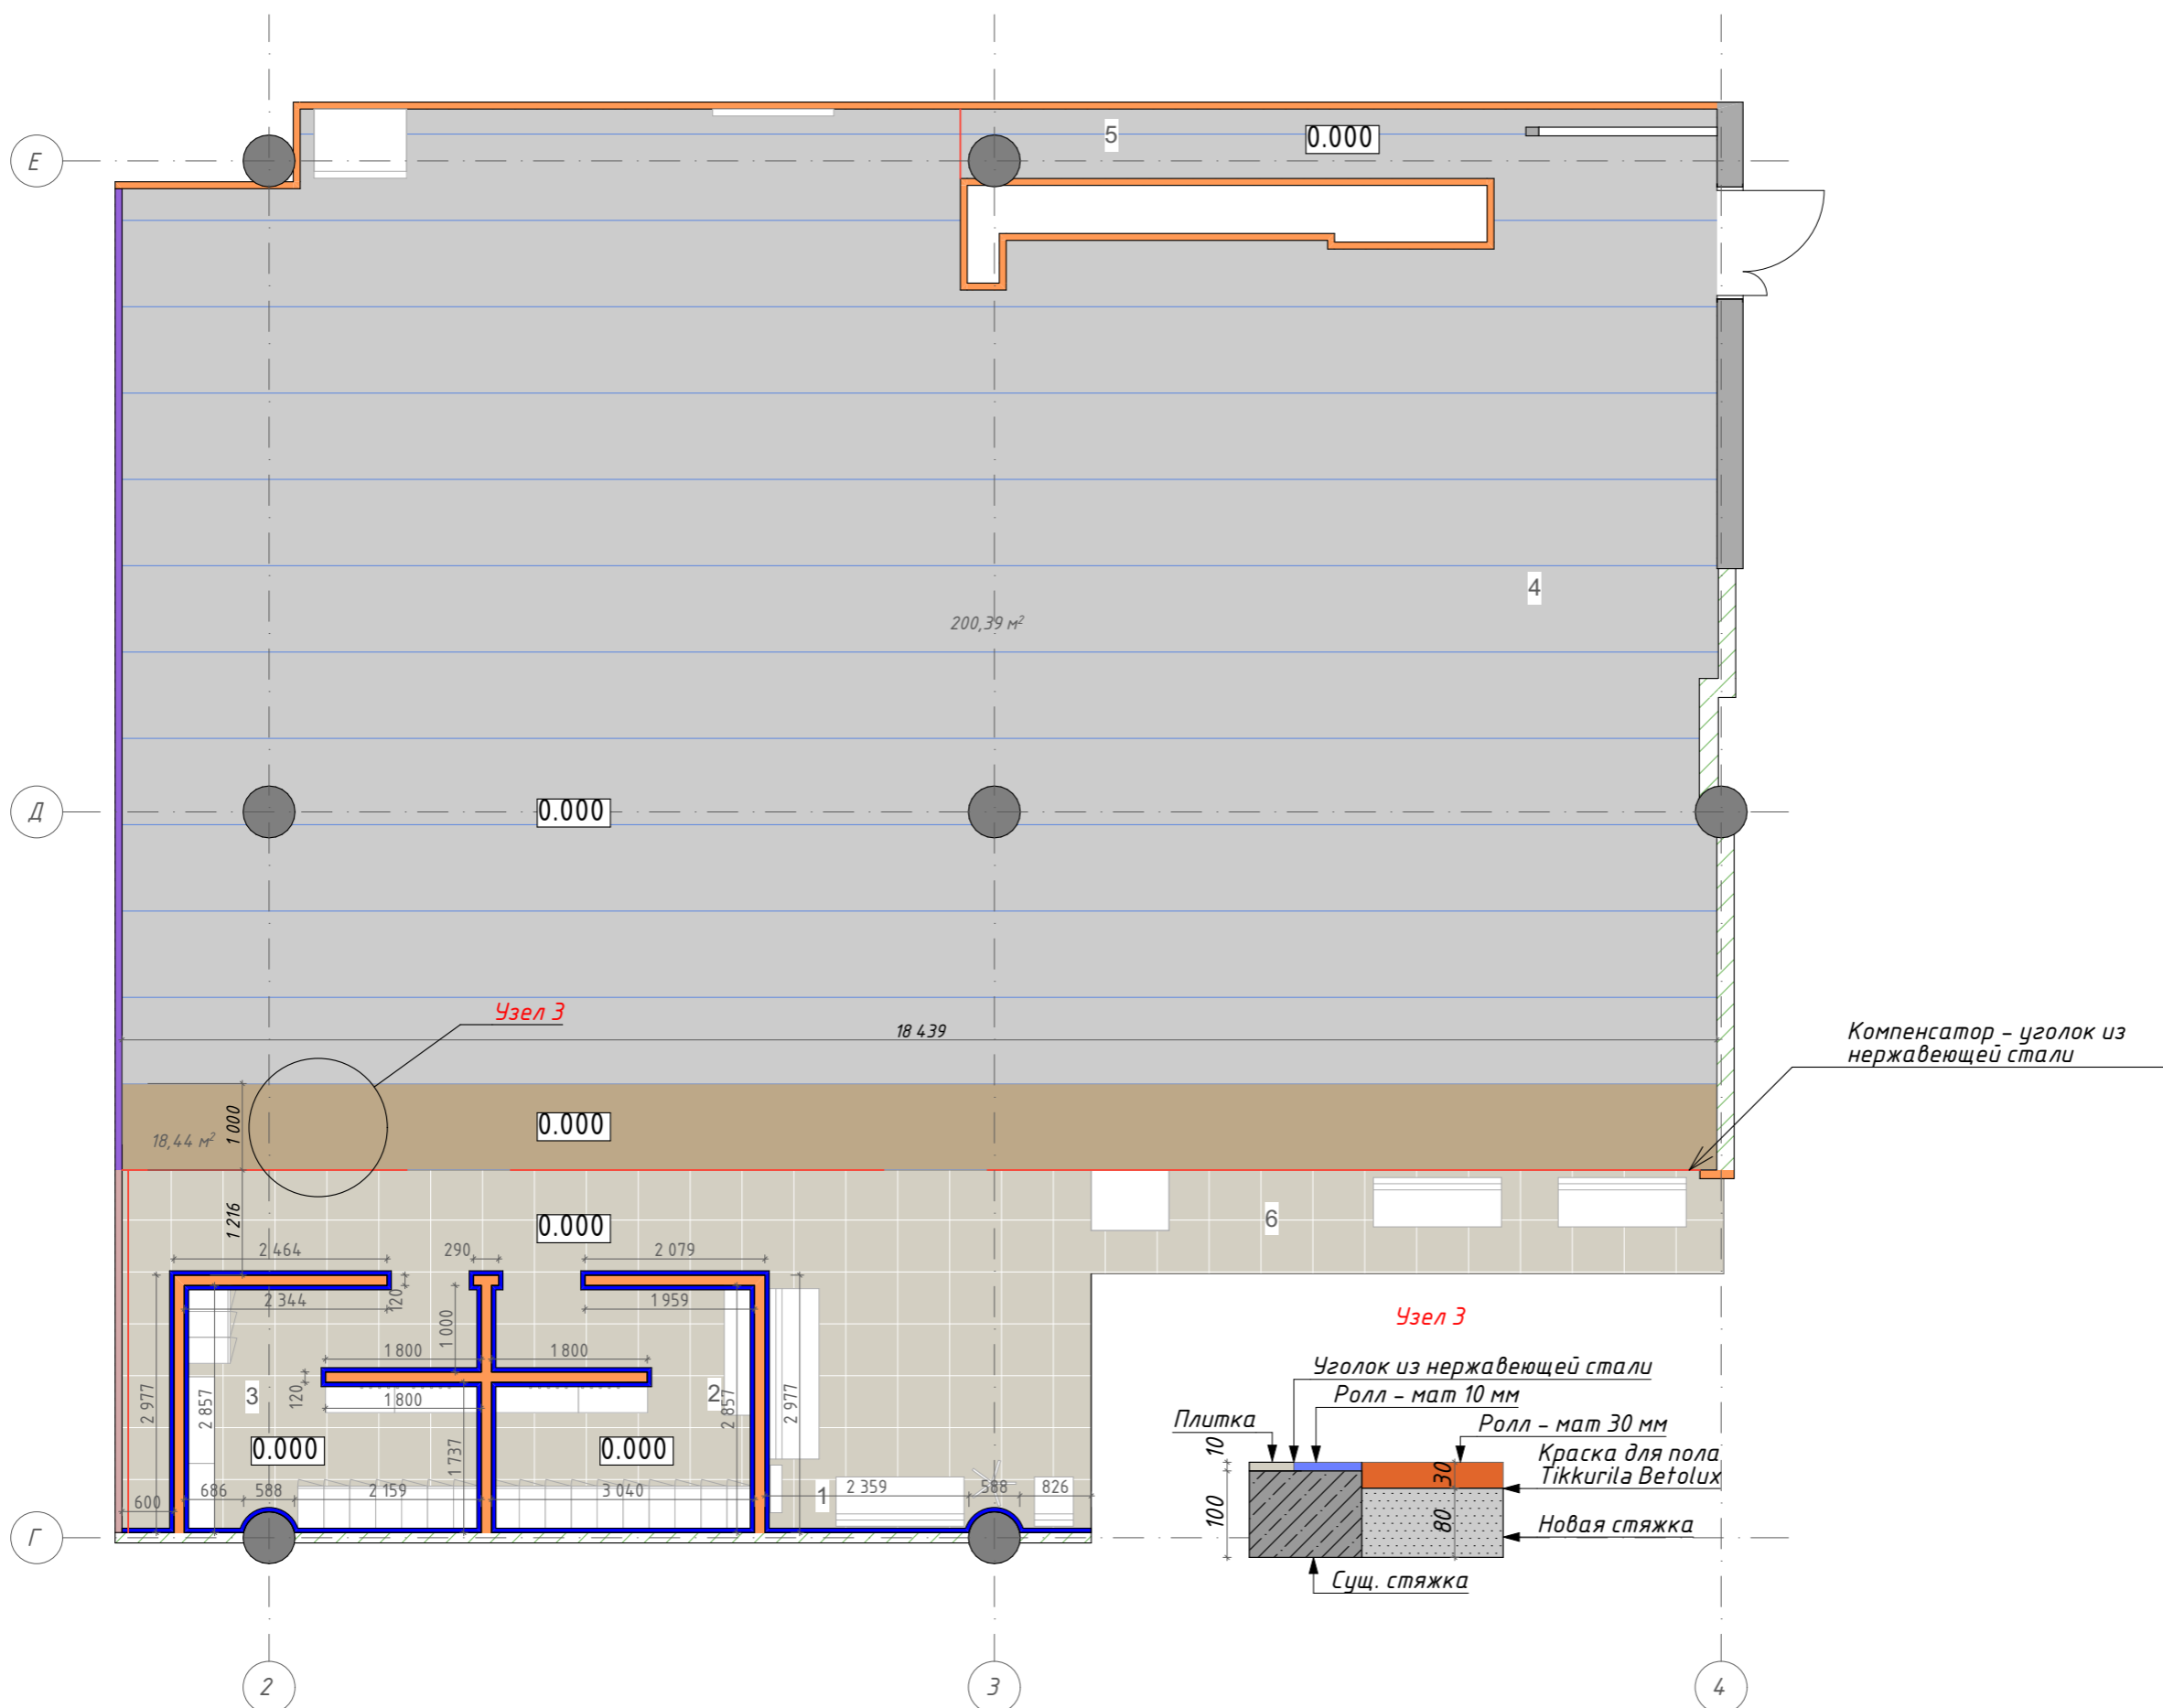 Е
5
0.000
4
200,39 м²
Д
0.000
Узел 3
18 439
Компенсатор – уголок из
нержавеющей стали
1 000
18,44 м²
0.000
1 216
0.000
6
2 464
290
2 079
2 344
120
1 959
1 000
1 800
1 800
120
1 800
2 977
2 857
3
2
2 857
2 977
0.000
0.000
1 737
600
686
588
2 159
3 040
1
2 359
588
826
Г
Узел 3
Уголок из нержавеющей стали
Ролл – мат 10 мм
Плитка
Ролл – мат 30 мм
Краска для пола
Tikkurila Betolux
10
30
100
80
Новая стяжка
Сущ. стяжка
2
3
4